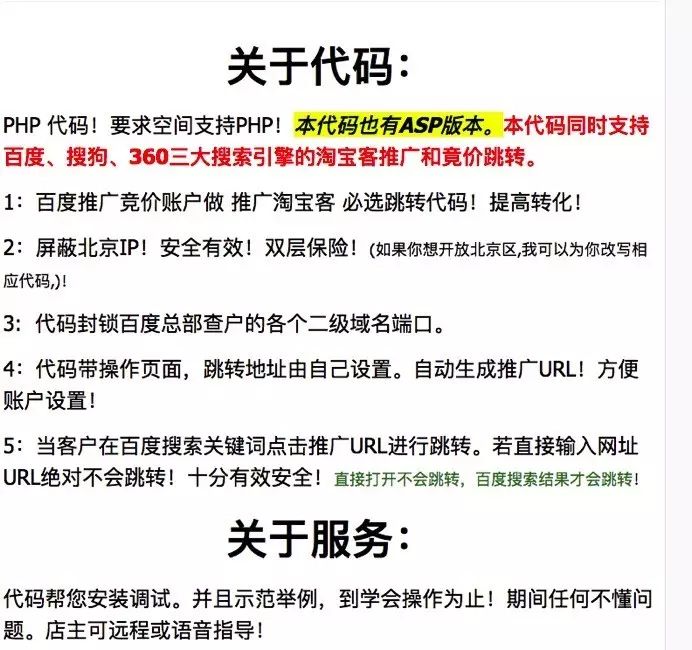 关于代码：
PHP 代码！要求空间支持PHP！本代码也有ASP版本。本代码同时支持
百度、搜狗、360三大搜索引擎的淘宝客推广和竟价跳转。
1：百度推广竞价账户做 推广淘宝客 必选跳转代码！提高转化！
2：屏蔽北京IP！安全有效！双层保险！(如果你想开放北京区,我可以为你改写相
应代码,)！
3：代码封锁百度总部查户的各个二级域名端口。
4：代码带操作页面，跳转地址由自己设置。自动生成推广URL！方便
账户设置！
5：当客户在百度搜索关键词点击推广URL进行跳转。若直接输入网址
URL绝对不会跳转！十分有效安全！直接打开不会跳转，百度搜索结果才会跳转！
关于服务：
代码帮您安装调试。并且示范举例，到学会操作为止！期间任何不懂问
题。店主可远程或语音指导！